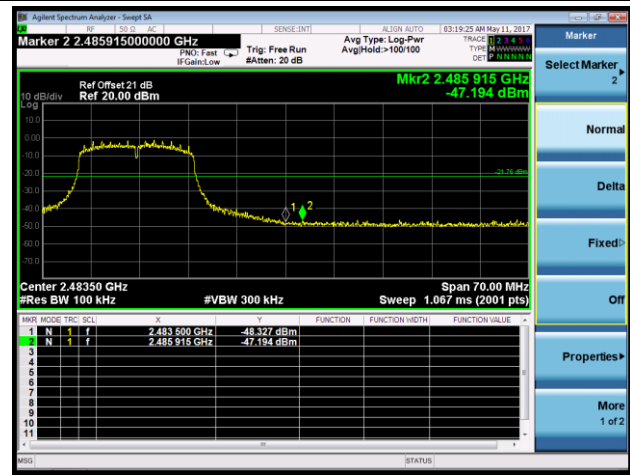 Agilent Spectrum Analyzer - Swept SA
RF 50 Ω AC SENSE:INT ALIGN AUTO 03:19:25 AM May 11, 2017
Marker 2 2.485915000000 GHz
PNO: Fast
IFGain:Low
Trig: Free Run
#Atten: 20 dB
Avg Type: Log-Pwr
Avg|Hold:>100/100
TRACE 1 2 3 4 5 6
TYPE M W W W W W
DET P N N N N N
Ref Offset 21 dB
Ref 20.00 dBm
10 dB/div
Log
Mkr2 2.485 915 GHz
-47.194 dBm
10.0
0.00
-10.0
-20.0
-30.0
-40.0
-50.0
-60.0
-70.0
-21.76 dBm
1 2
Center 2.48350 GHz Span 70.00 MHz
#Res BW 100 kHz #VBW 300 kHz Sweep 1.067 ms (2001 pts)
MKR MODE TRC SCL X Y FUNCTION FUNCTION WIDTH FUNCTION VALUE
1 N 1 f 2.483 500 GHz -48.327 dBm
2 N 1 f 2.485 915 GHz -47.194 dBm
3
4
5
6
7
8
9
10
11
MSG STATUS
Marker
Select Marker
2
Normal
Delta
Fixed
Off
Properties
More
1 of 2